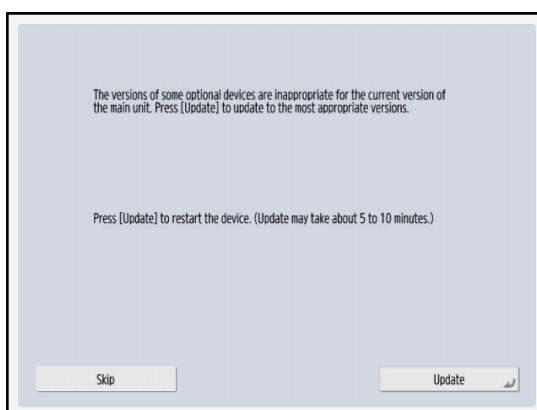 The versions of some optional devices are inappropriate for the current version of
the main unit. Press [Update] to update to the most appropriate versions.
Press [Update] to restart the device. (Update may take about 5 to 10 minutes.)
Skip
Update